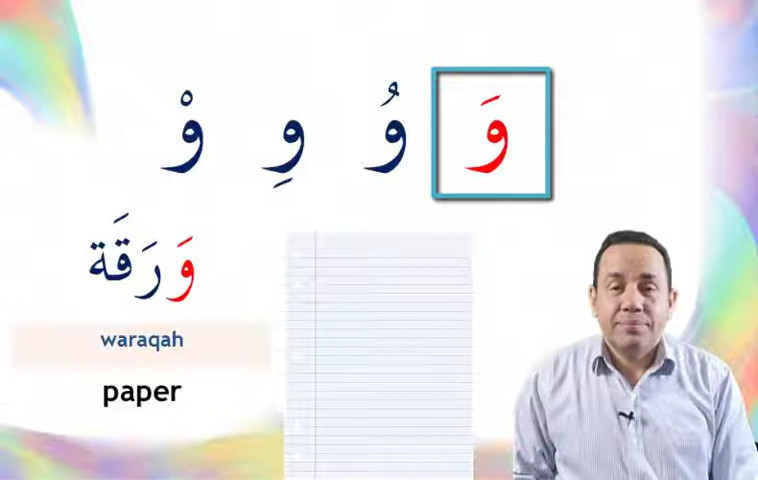 وَ وُ وِ وْ
وَرَقَة
waraqah
paper